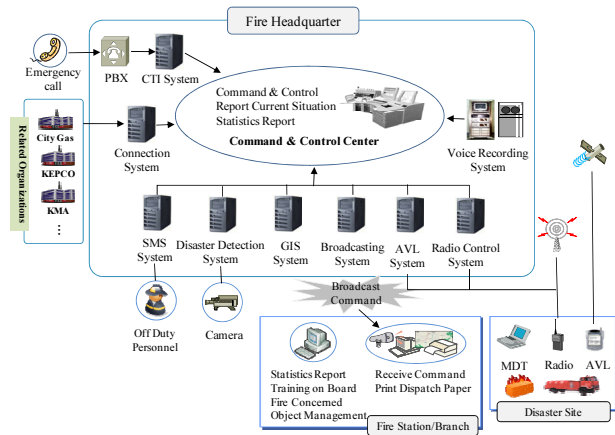 Fire Headquarter
Emergency
call
PBX
CTI System
Command & Control
Report Current Situation
Statistics Report
Command & Control Center
Voice Recording
System
Related Organizations
City Gas
KEPCO
KMA
⋮
Connection
System
SMS
System
Disaster Detection
System
GIS
System
Broadcasting
System
AVL
System
Radio Control
System
Off Duty
Personnel
Camera
Broadcast
Command
Statistics Report
Training on Board
Fire Concerned
Object Management
Receive Command
Print Dispatch Paper
Fire Station/Branch
MDT
Radio
AVL
Disaster Site